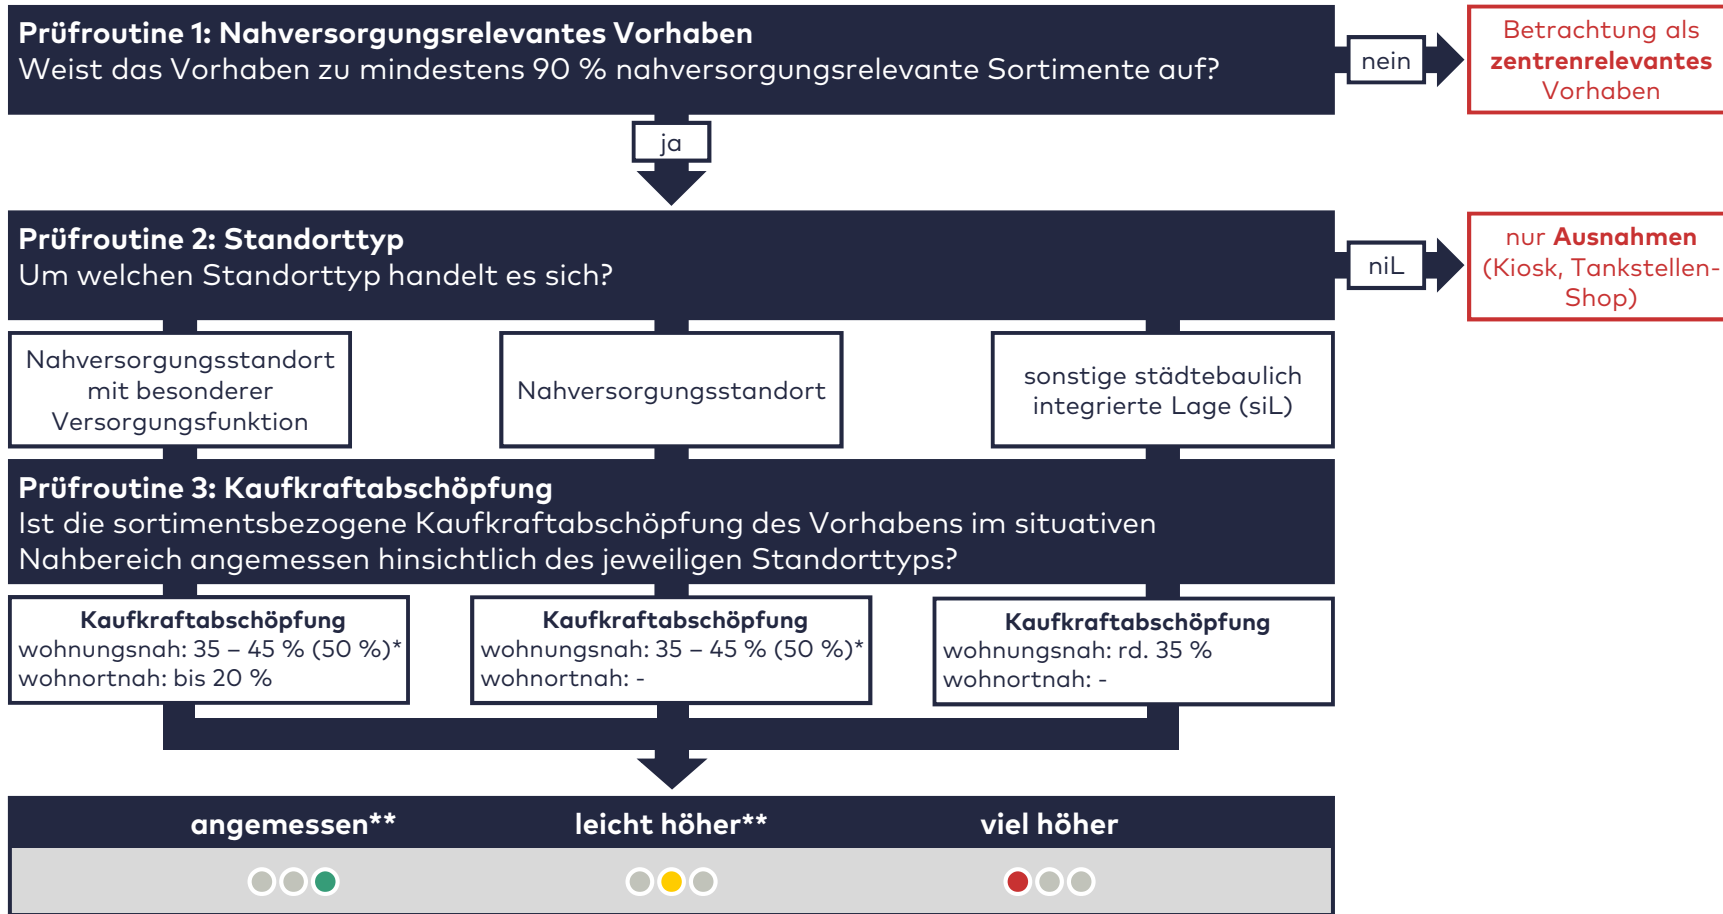 Prüfroutine 1: Nahversorgungsrelevantes Vorhaben
Weist das Vorhaben zu mindestens 90 % nahversorgungsrelevante Sortimente auf?
nein
Betrachtung als
zentrenrelevantes
Vorhaben
ja
Prüfroutine 2: Standorttyp
Um welchen Standorttyp handelt es sich?
niL
nur Ausnahmen
(Kiosk, Tankstellen-
Shop)
Nahversorgungsstandort
mit besonderer
Versorgungsfunktion
Nahversorgungsstandort
sonstige städtebaulich
integrierte Lage (siL)
Prüfroutine 3: Kaufkraftabschöpfung
Ist die sortimentsbezogene Kaufkraftabschöpfung des Vorhabens im situativen
Nahbereich angemessen hinsichtlich des jeweiligen Standorttyps?
Kaufkraftabschöpfung
wohnungsnah: 35 – 45 % (50 %)*
wohnortnah: bis 20 %
Kaufkraftabschöpfung
wohnungsnah: 35 – 45 % (50 %)*
wohnortnah: -
Kaufkraftabschöpfung
wohnungsnah: rd. 35 %
wohnortnah: -
angemessen**
leicht höher**
viel höher